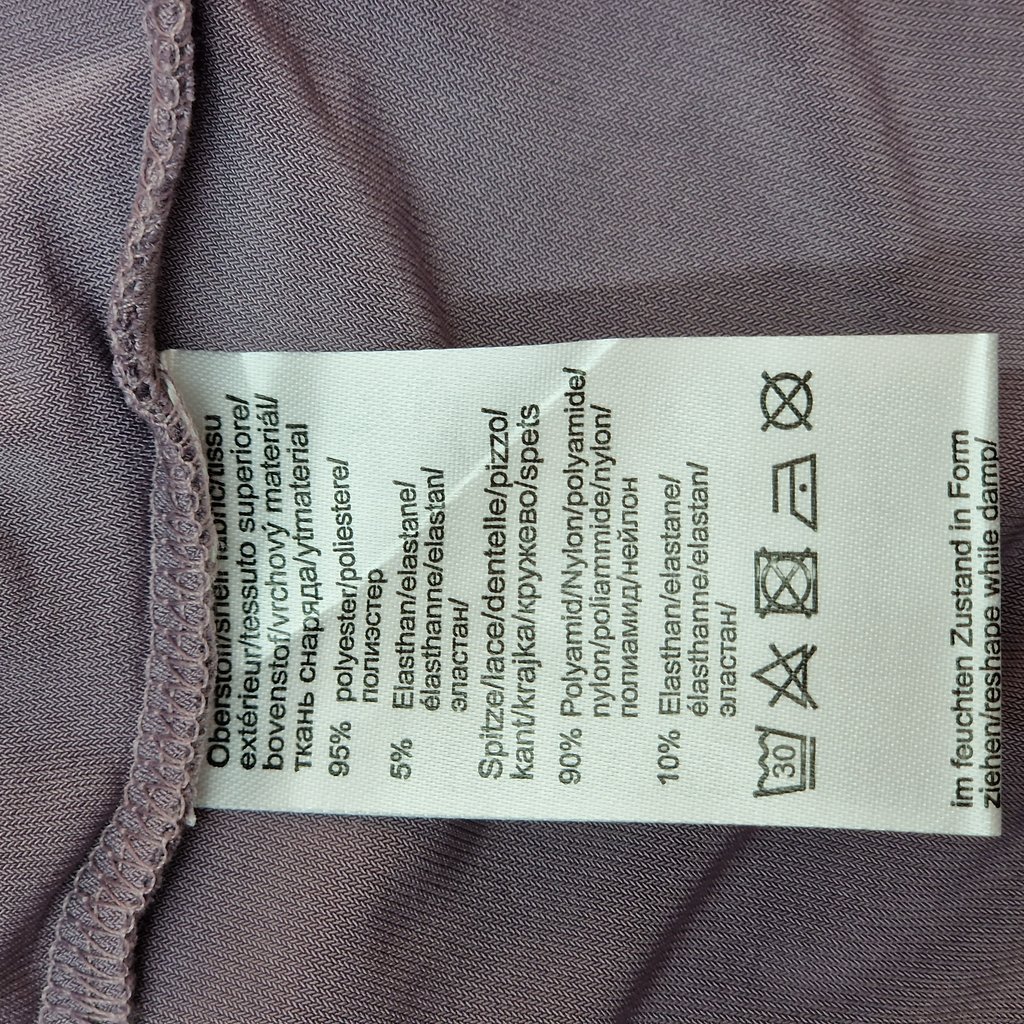 Oberstoff/shell fabric/tissu
extérieur/tessuto superiore/
bovenstof/vrchový materiál/
ткань снаряда/ytmaterial
95% polyester/poliestere/
полиэстер
5% Elasthan/elastane/
élasthanne/elastan/
эластан/
Spitze/lace/dentelle/pizzo/
kant/krajka/кружево/spets
90% Polyamid/Nylon/polyamide/
nylon/poliammide/nylon/
полиамид/нейлон
10% Elasthan/elastane/
élasthanne/elastan/
эластан/
30
im feuchten Zustand in Form
ziehen/reshape while damp/